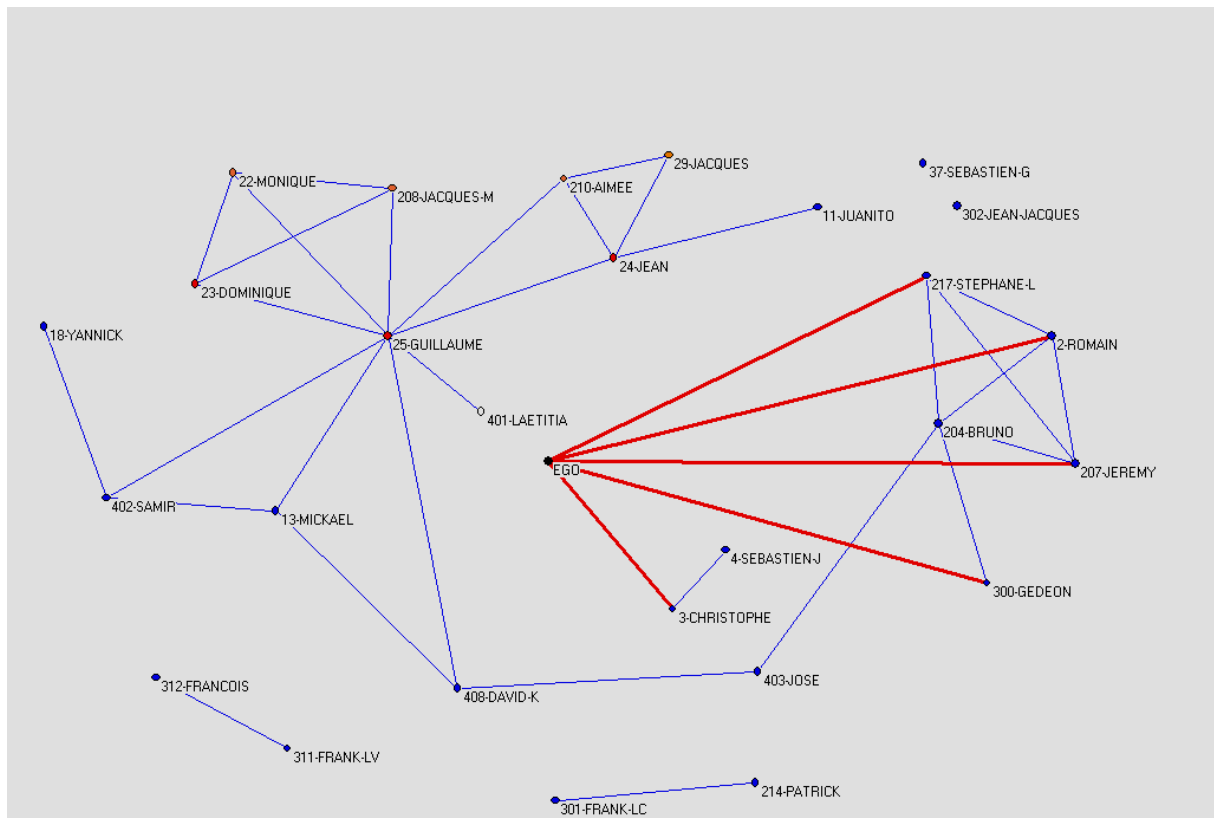 29-JACQUES
37-SEBASTIEN-G
22-MONIQUE
210-AIMEE
208-JACQUES-M
11-JUANITO
302-JEAN-JACQUES
24-JEAN
217-STEPHANE-L
23-DOMINIQUE
18-YANNICK
25-GUILLAUME
2-ROMAIN
401-LAETITIA
204-BRUNO
EGO
207-JEREMY
402-SAMIR
13-MICKAEL
4-SEBASTIEN-J
300-GEDEON
3-CHRISTOPHE
403-JOSE
312-FRANCOIS
408-DAVID-K
311-FRANK-LV
214-PATRICK
301-FRANK-LC